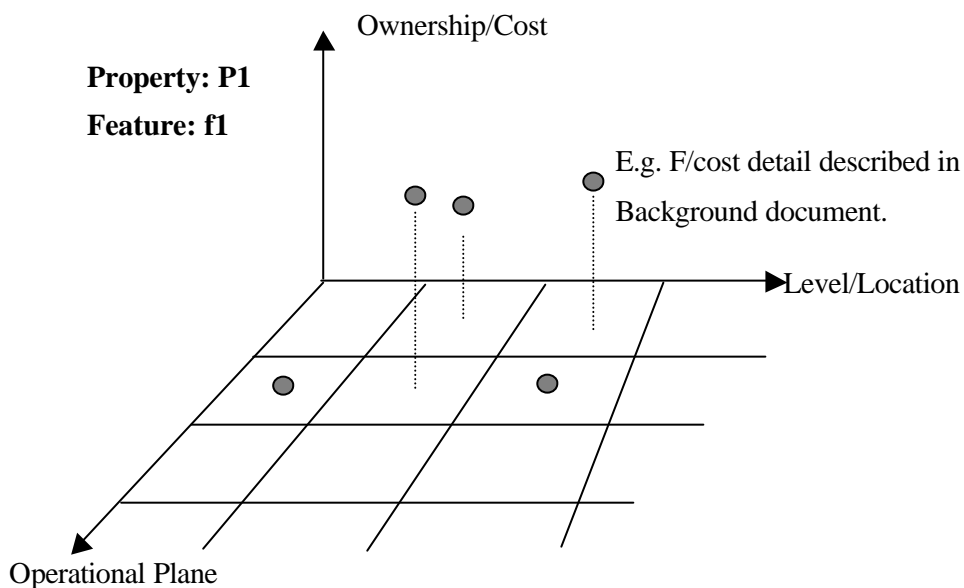 Ownership/Cost
Property: P1
Feature: f1
E.g. F/cost detail described in
Background document.
Level/Location
Operational Plane